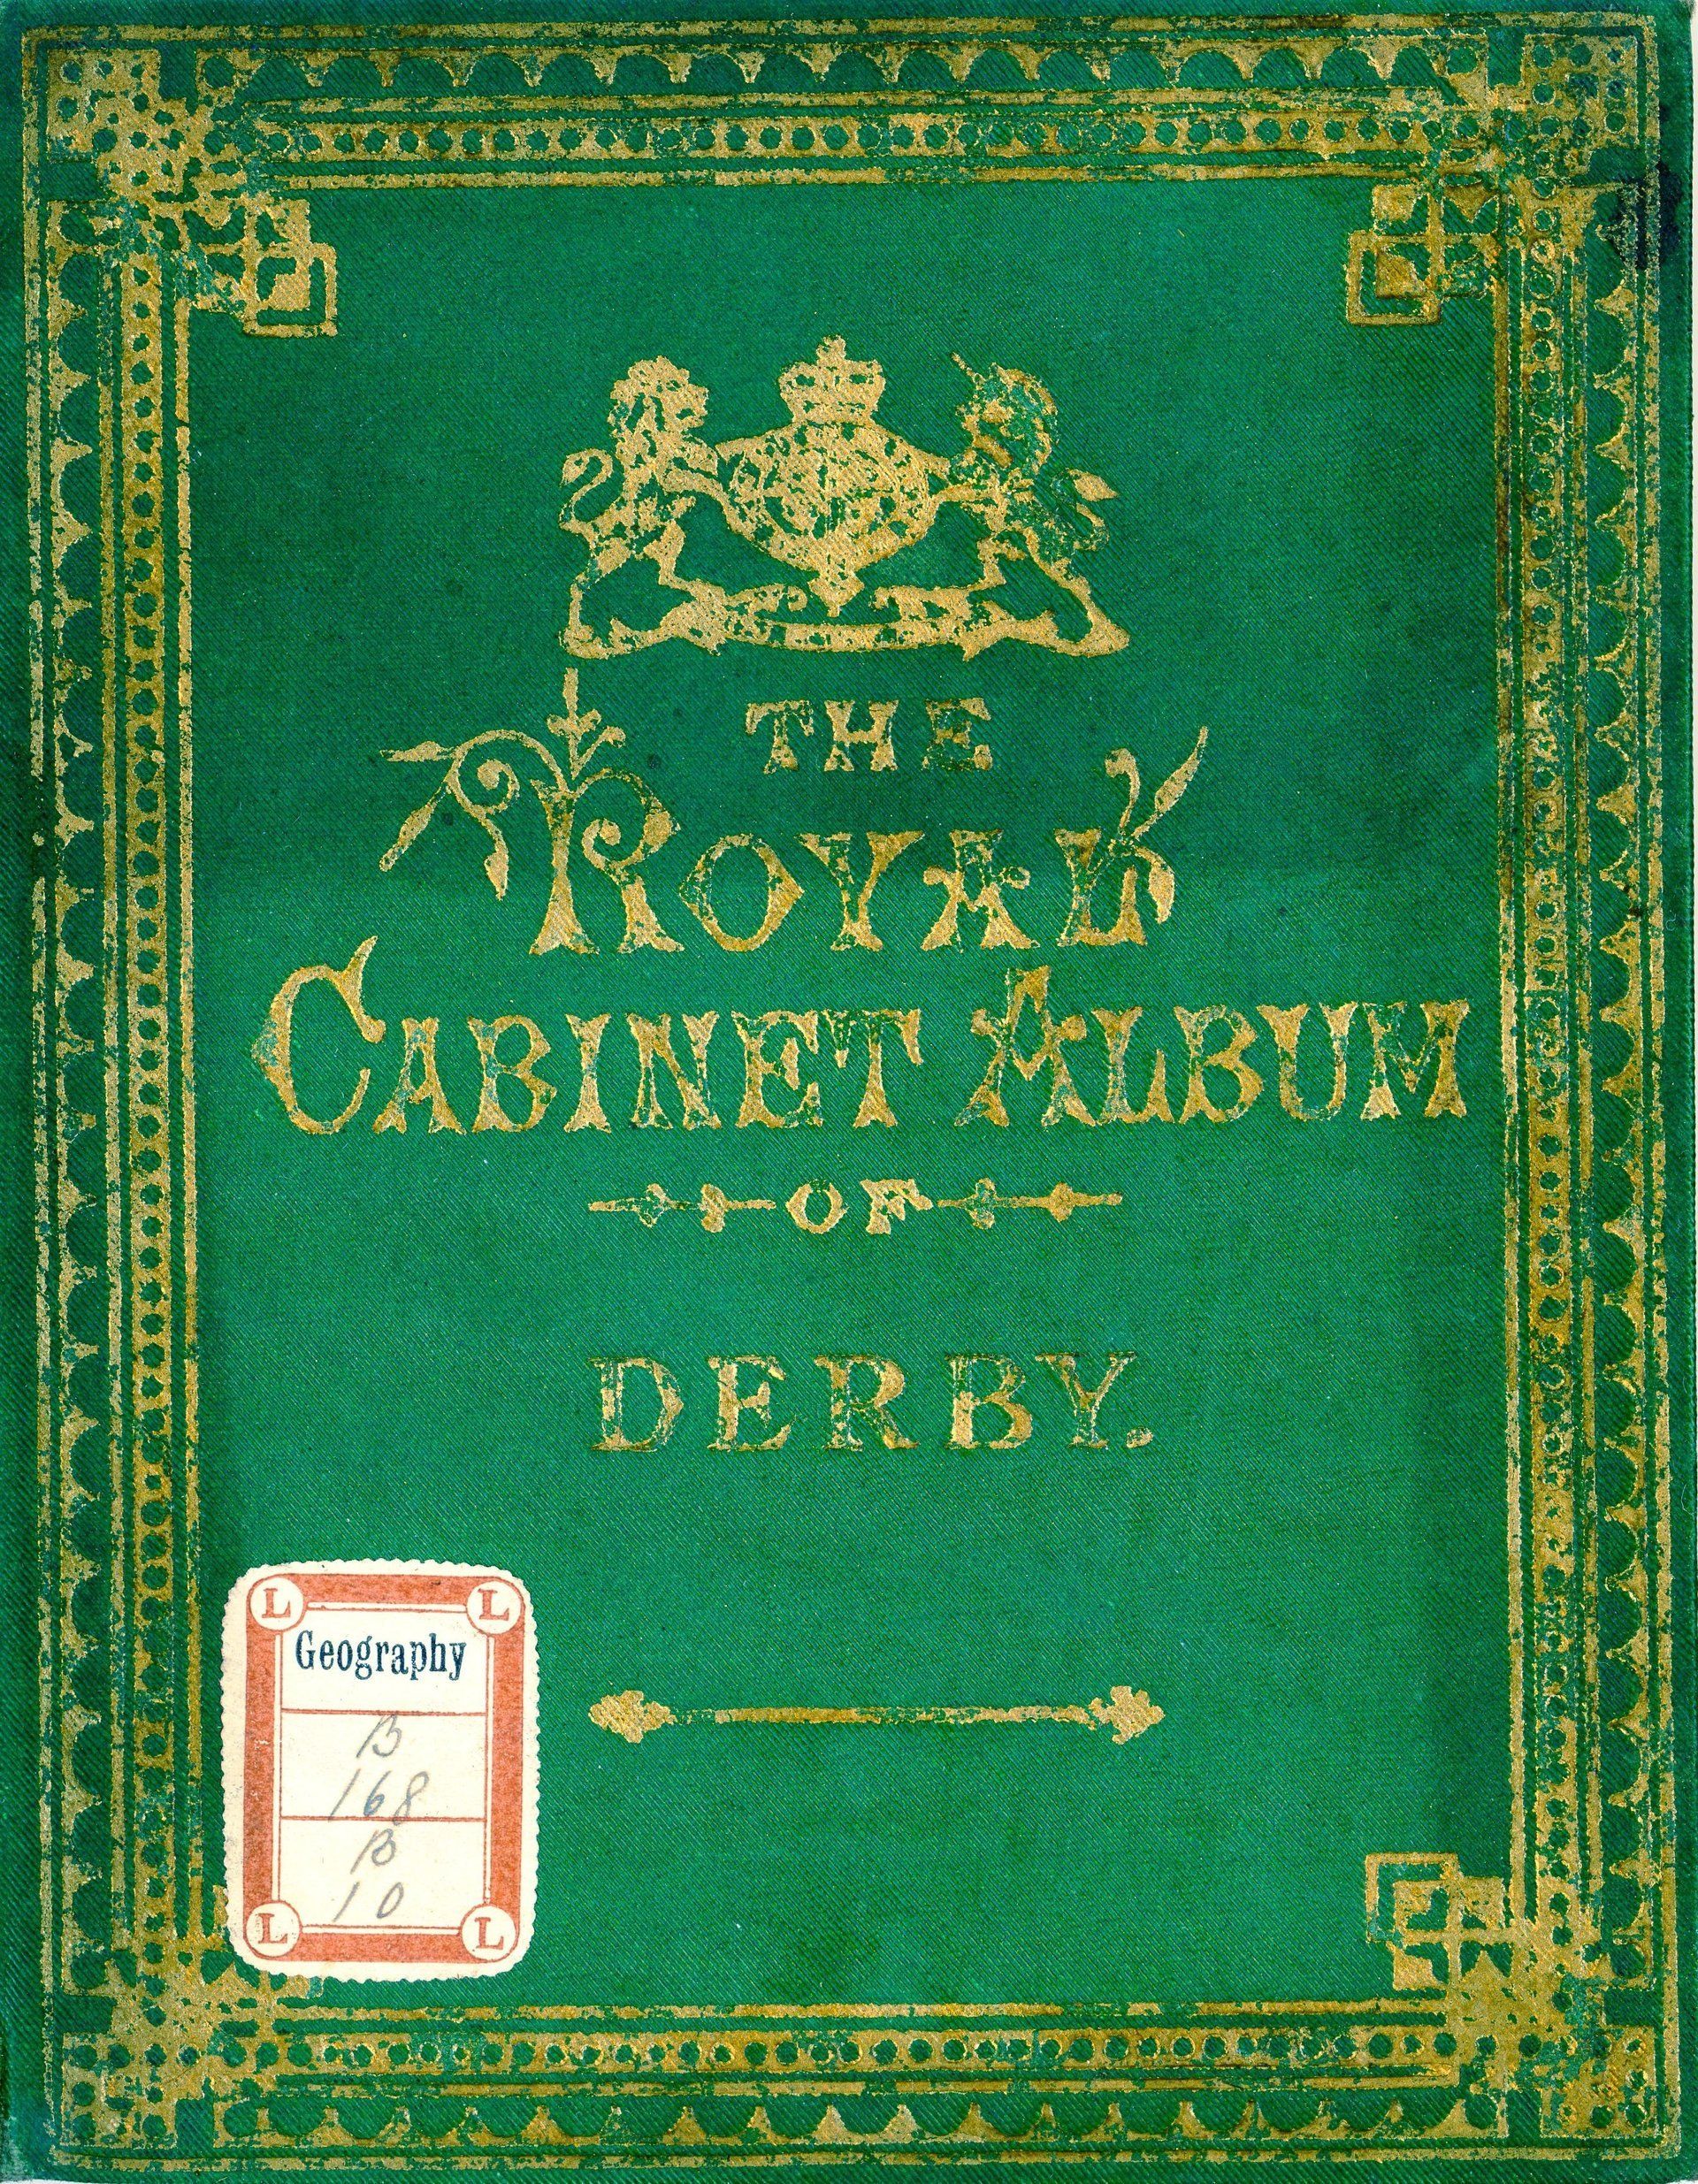 THE
ROYAL
CABINET ALBUM
OF
DERBY.
L L
Geography
B
168
B
10
L L